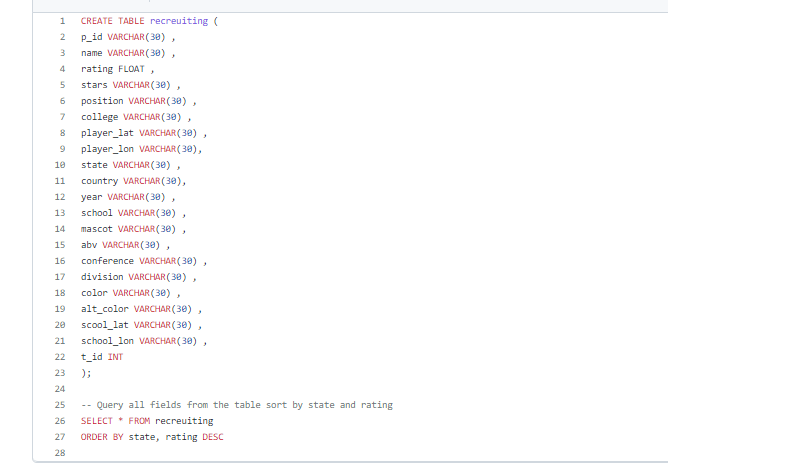 1 CREATE TABLE recreuiting (
2 p_id VARCHAR(30) ,
3 name VARCHAR(30) ,
4 rating FLOAT ,
5 stars VARCHAR(30) ,
6 position VARCHAR(30) ,
7 college VARCHAR(30) ,
8 player_lat VARCHAR(30) ,
9 player_lon VARCHAR(30),
10 state VARCHAR(30) ,
11 country VARCHAR(30),
12 year VARCHAR(30) ,
13 school VARCHAR(30) ,
14 mascot VARCHAR(30) ,
15 abv VARCHAR(30) ,
16 conference VARCHAR(30) ,
17 division VARCHAR(30) ,
18 color VARCHAR(30) ,
19 alt_color VARCHAR(30) ,
20 scool_lat VARCHAR(30) ,
21 school_lon VARCHAR(30) ,
22 t_id INT
23 );
24
25 -- Query all fields from the table sort by state and rating
26 SELECT * FROM recreuiting
27 ORDER BY state, rating DESC
28